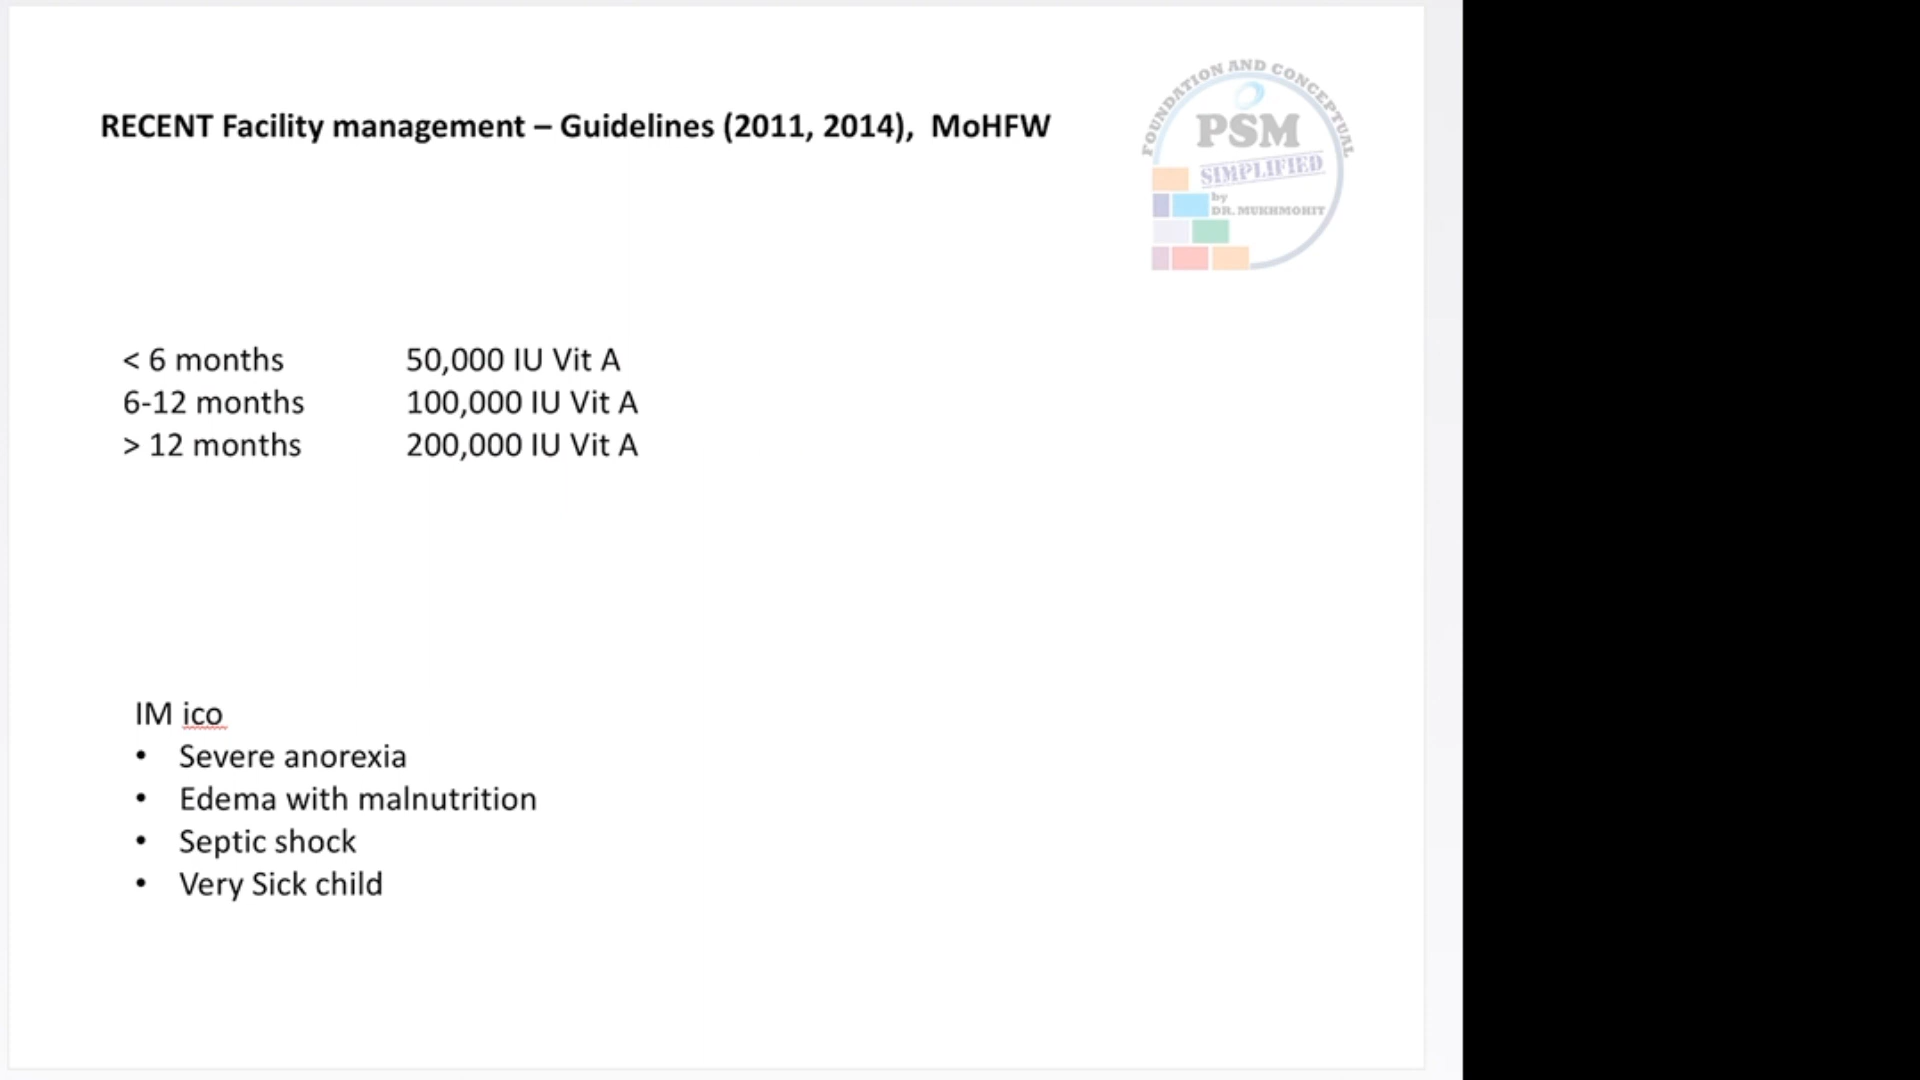 FOUNDATION AND CONCEPTUAL
PSM
SIMPLIFIED
by
DR. MUKHMOHIT
RECENT Facility management – Guidelines (2011, 2014), MoHFW
< 6 months 50,000 IU Vit A
6-12 months 100,000 IU Vit A
> 12 months 200,000 IU Vit A
IM ico
• Severe anorexia
• Edema with malnutrition
• Septic shock
• Very Sick child